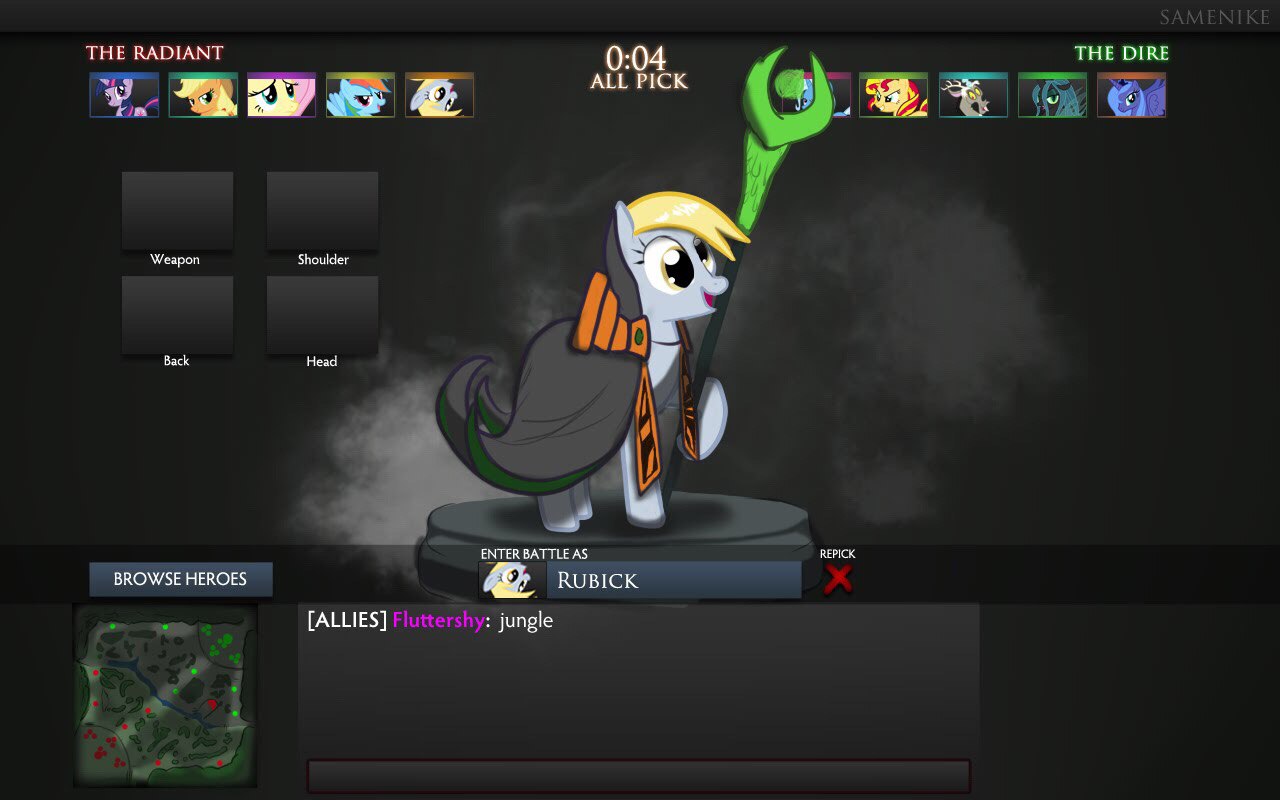 SAMENIKE
THE RADIANT
0:04
ALL PICK
THE DIRE
Weapon
Shoulder
Back
Head
ENTER BATTLE AS
REPICK
BROWSE HEROES
RUBICK
[ALLIES] Fluttershy: jungle